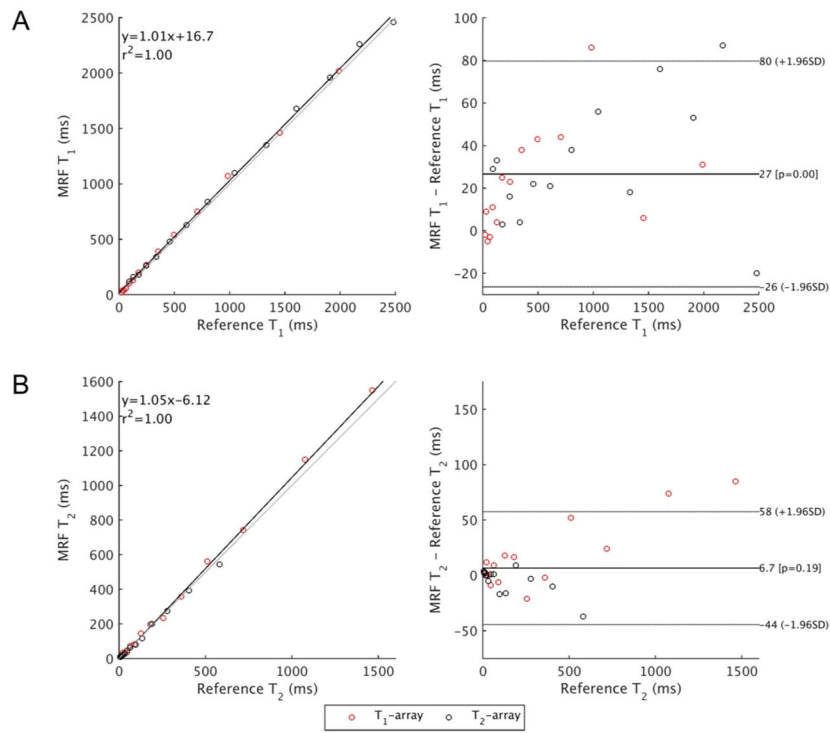 A
y=1.01x+16.7
r²=1.00
2500
2000
1500
1000
500
0
MRF T₁ (ms)
0 500 1000 1500 2000 2500
Reference T₁ (ms)
100
80
60
40
20
0
−20
MRF T₁ − Reference T₁ (ms)
80 (+1.96SD)
27 [p=0.00]
−26 (−1.96SD)
0 500 1000 1500 2000 2500
Reference T₁ (ms)
B
y=1.05x−6.12
r²=1.00
1600
1400
1200
1000
800
600
400
200
0
MRF T₂ (ms)
0 500 1000 1500
Reference T₂ (ms)
150
100
50
0
−50
MRF T₂ − Reference T₂ (ms)
58 (+1.96SD)
6.7 [p=0.19]
−44 (−1.96SD)
0 500 1000 1500
Reference T₂ (ms)
T₁−array T₂−array